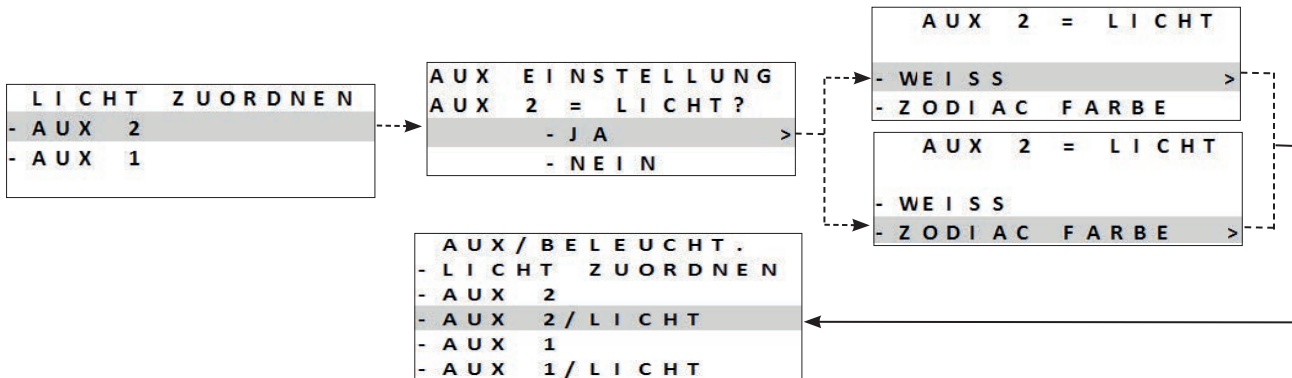 LICHT ZUORDNEN
- AUX 2
- AUX 1
AUX EINSTELLUNG
AUX 2 = LICHT?
- JA >
- NEIN
AUX 2 = LICHT
- WEISS >
- ZODIAC FARBE
AUX 2 = LICHT
- WEISS
- ZODIAC FARBE >
AUX/BELEUCHT.
- LICHT ZUORDNEN
- AUX 2
- AUX 2/LICHT
- AUX 1
- AUX 1/LICHT